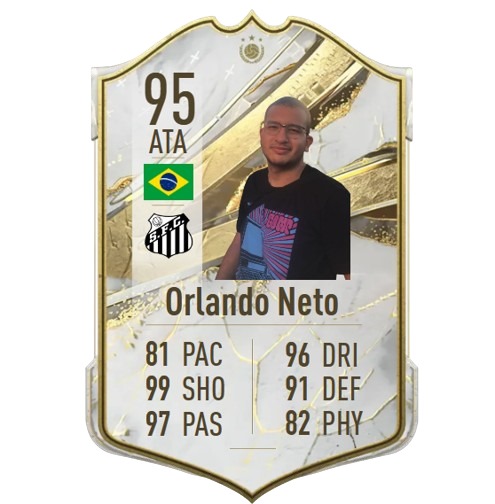 95
ATA
S.F.C.
Orlando Neto
81 PAC
96 DRI
99 SHO
91 DEF
97 PAS
82 PHY